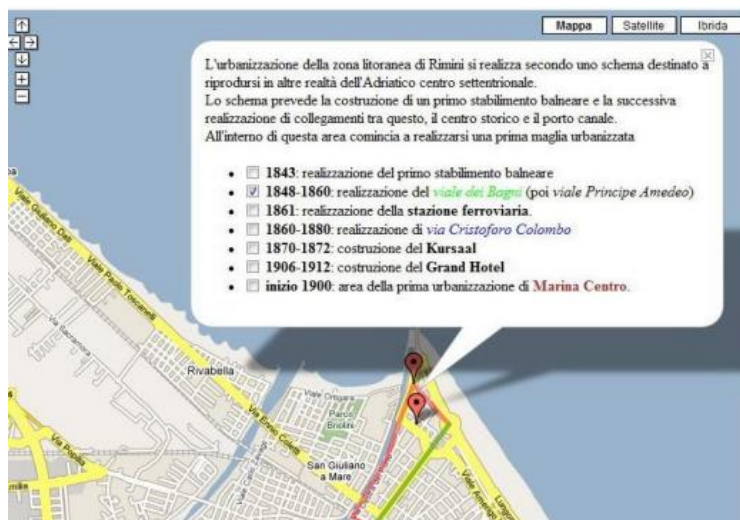 Mappa
Satellite
Ibrida
L'urbanizzazione della zona litoranea di Rimini si realizza secondo uno schema destinato a
riprodursi in altre realtà dell'Adriatico centro settentrionale.
Lo schema prevede la costruzione di un primo stabilimento balneare e la successiva
realizzazione di collegamenti tra questo, il centro storico e il porto canale.
All'interno di questa area comincia a realizzarsi una prima maglia urbanizzata
1843: realizzazione del primo stabilimento balneare
1848-1860: realizzazione del viale dei Bagni (poi viale Principe Amedeo)
1861: realizzazione della stazione ferroviaria.
1860-1880: realizzazione di via Cristoforo Colombo
1870-1872: costruzione del Kursaal
1906-1912: costruzione del Grand Hotel
inizio 1900: area della prima urbanizzazione di Marina Centro.
Viale Giuliano Dati
Viale Paolo Toscanelli
Via Sacramora
Rivabella
Viale Ortigara
Parco
Briolini
Via Ennio Coletti
San Giuliano
a Mare
Via Popilia
Viale Amerigo